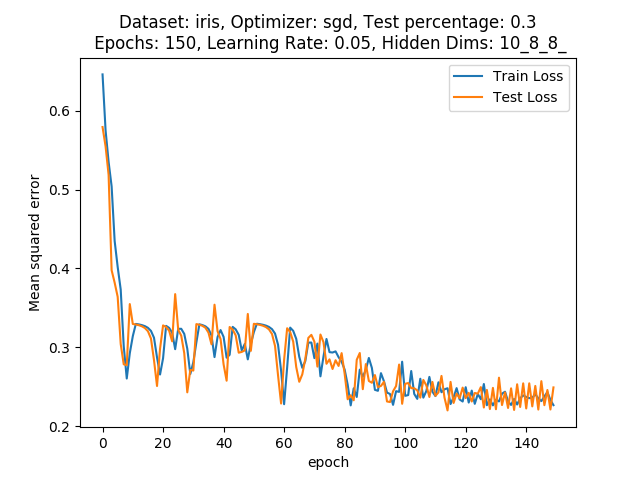 Dataset: iris, Optimizer: sgd, Test percentage: 0.3
Epochs: 150, Learning Rate: 0.05, Hidden Dims: 10_8_8_
Train Loss
Test Loss
Mean squared error
0.6
0.5
0.4
0.3
0.2
0 20 40 60 80 100 120 140
epoch